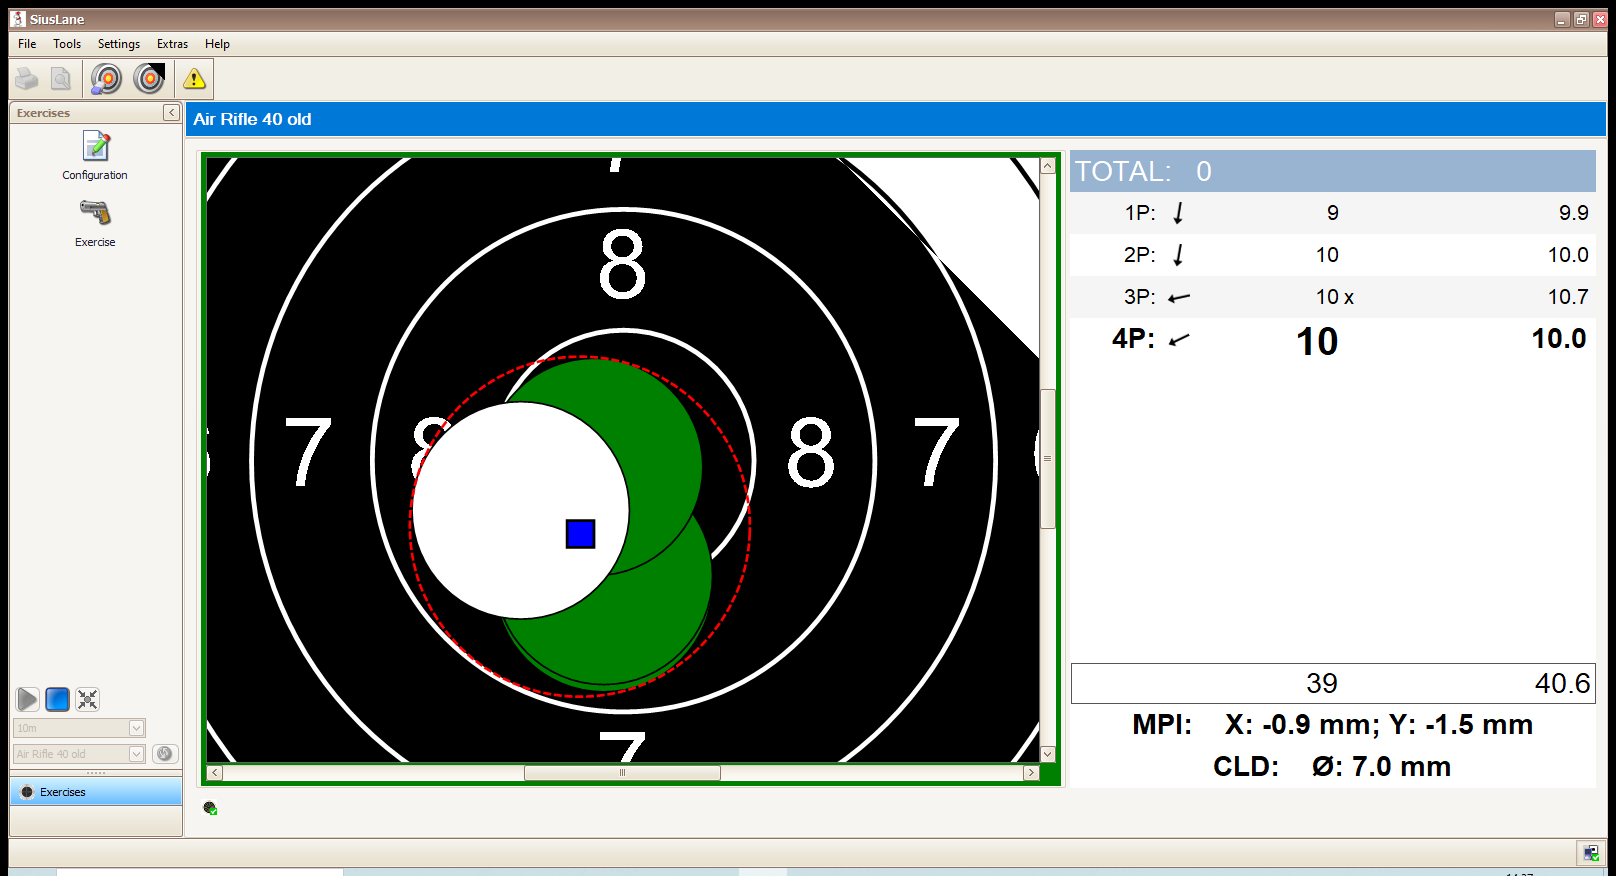 SiusLane
File Tools Settings Extras Help
Exercises
Configuration
Exercise
10m
Air Rifle 40 old
Exercises
Air Rifle 40 old
8
7 8 8 7
7
TOTAL: 0
1P: 9 9.9
2P: 10 10.0
3P: 10 x 10.7
4P: 10 10.0
39 40.6
MPI: X: -0.9 mm; Y: -1.5 mm
CLD: Ø: 7.0 mm